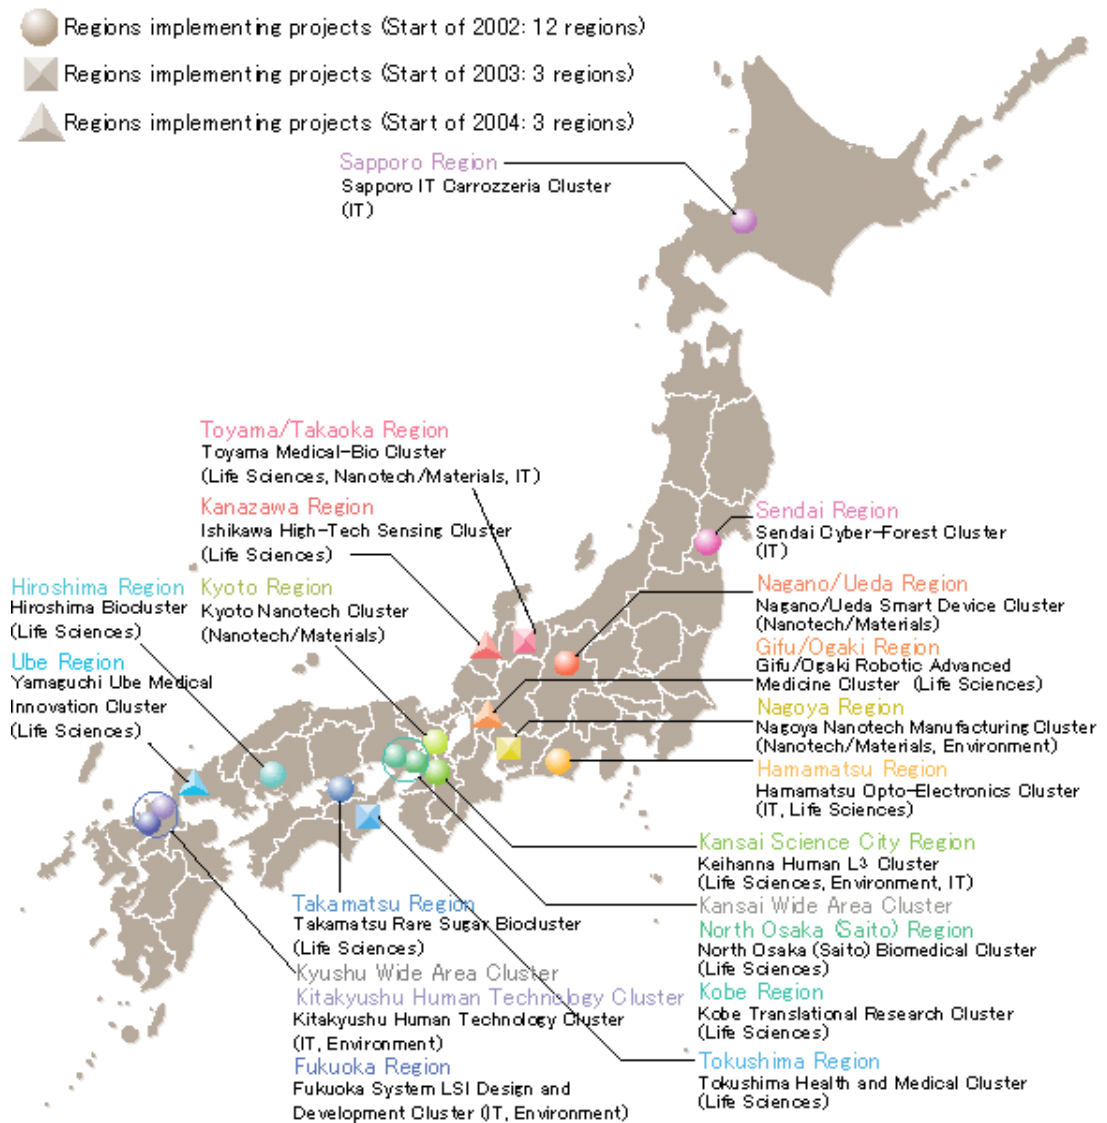 Regions implementing projects (Start of 2002: 12 regions)
Regions implementing projects (Start of 2003: 3 regions)
Regions implementing projects (Start of 2004: 3 regions)
Sapporo Region
Sapporo IT Carrozzeria Cluster
(IT)
Toyama/Takaoka Region
Toyama Medical-Bio Cluster
(Life Sciences, Nanotech/Materials, IT)
Kanazawa Region
Ishikawa High-Tech Sensing Cluster
(Life Sciences)
Hiroshima Region
Hiroshima Biocluster
(Life Sciences)
Kyoto Region
Kyoto Nanotech Cluster
(Nanotech/Materials)
Ube Region
Yamaguchi Ube Medical
Innovation Cluster
(Life Sciences)
Sendai Region
Sendai Cyber-Forest Cluster
(IT)
Nagano/Ueda Region
Nagano/Ueda Smart Device Cluster
(Nanotech/Materials)
Gifu/Ogaki Region
Gifu/Ogaki Robotic Advanced
Medicine Cluster (Life Sciences)
Nagoya Region
Nagoya Nanotech Manufacturing Cluster
(Nanotech/Materials, Environment)
Hamamatsu Region
Hamamatsu Opto-Electronics Cluster
(IT, Life Sciences)
Kansai Science City Region
Keihanna Human L³ Cluster
(Life Sciences, Environment, IT)
Kansai Wide Area Cluster
North Osaka (Saito) Region
North Osaka (Saito) Biomedical Cluster
(Life Sciences)
Kobe Region
Kobe Translational Research Cluster
(Life Sciences)
Tokushima Region
Tokushima Health and Medical Cluster
(Life Sciences)
Takamatsu Region
Takamatsu Rare Sugar Biocluster
(Life Sciences)
Kyushu Wide Area Cluster
Kitakyushu Human Technology Cluster
Kitakyushu Human Technology Cluster
(IT, Environment)
Fukuoka Region
Fukuoka System LSI Design and
Development Cluster (IT, Environment)